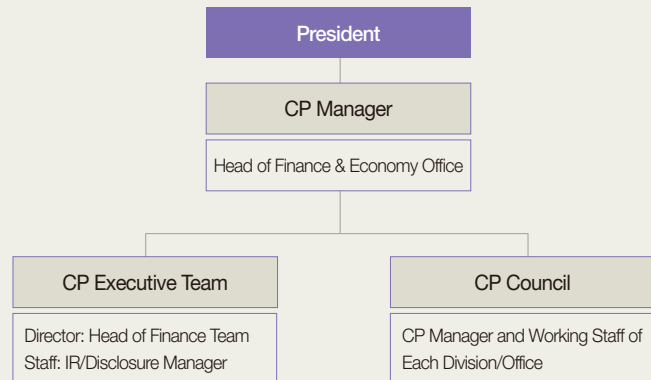 President
CP Manager
Head of Finance & Economy Office
CP Executive Team
Director: Head of Finance Team
Staff: IR/Disclosure Manager
CP Council
CP Manager and Working Staff of
Each Division/Office